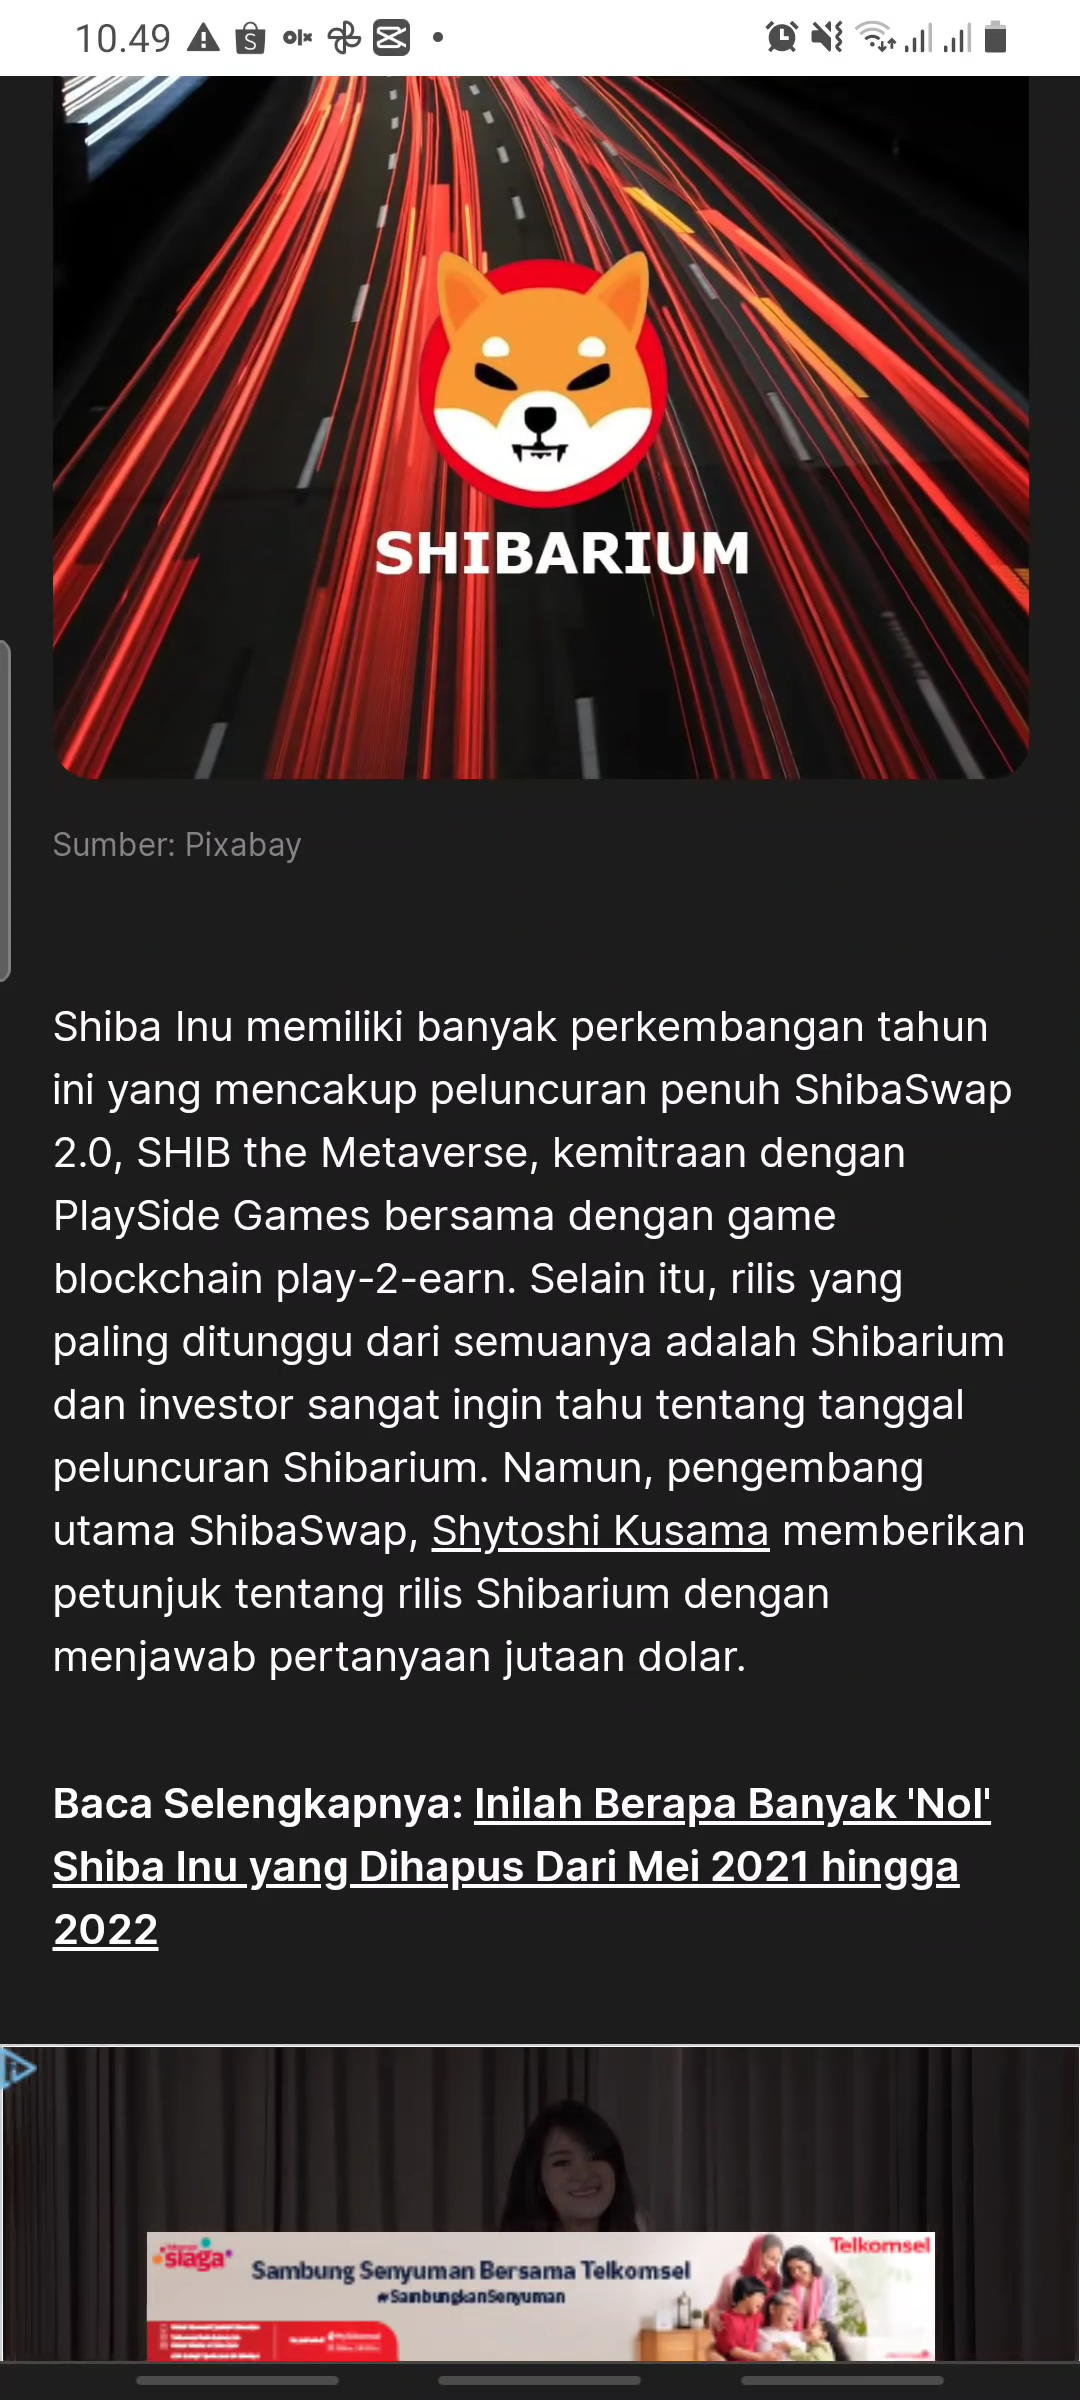 10.49
SHIBARIUM
Sumber: Pixabay
Shiba Inu memiliki banyak perkembangan tahun
ini yang mencakup peluncuran penuh ShibaSwap
2.0, SHIB the Metaverse, kemitraan dengan
PlaySide Games bersama dengan game
blockchain play-2-earn. Selain itu, rilis yang
paling ditunggu dari semuanya adalah Shibarium
dan investor sangat ingin tahu tentang tanggal
peluncuran Shibarium. Namun, pengembang
utama ShibaSwap, Shytoshi Kusama memberikan
petunjuk tentang rilis Shibarium dengan
menjawab pertanyaan jutaan dolar.
Baca Selengkapnya: Inilah Berapa Banyak 'Nol'
Shiba Inu yang Dihapus Dari Mei 2021 hingga
2022
siaga
Sambung Senyuman Bersama Telkomsel
#SambungkanSenyuman
Telkomsel